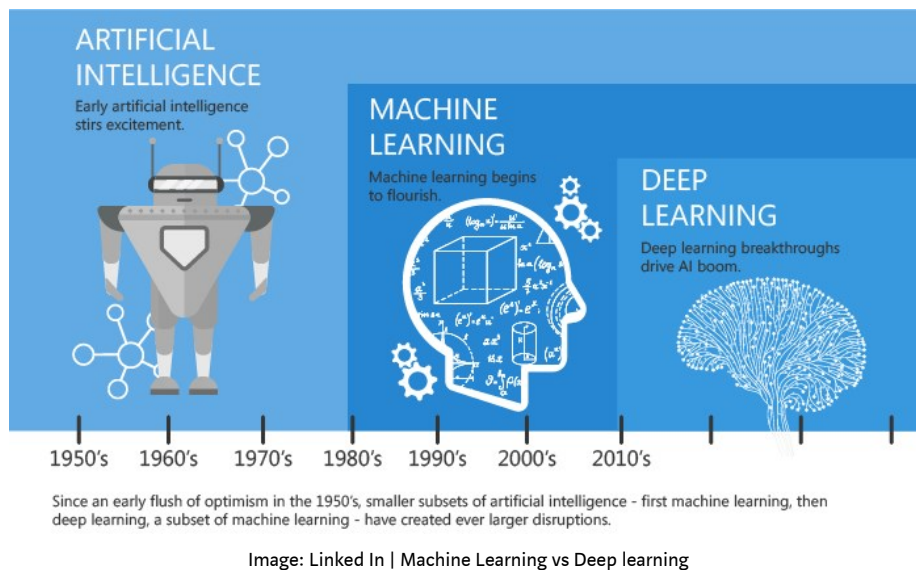 ARTIFICIAL
INTELLIGENCE
Early artificial intelligence
stirs excitement.
MACHINE
LEARNING
Machine learning begins
to flourish.
DEEP
LEARNING
Deep learning breakthroughs
drive AI boom.
1950's 1960's 1970's 1980's 1990's 2000's 2010's
Since an early flush of optimism in the 1950's, smaller subsets of artificial intelligence - first machine learning, then
deep learning, a subset of machine learning - have created ever larger disruptions.
Image: Linked In | Machine Learning vs Deep learning